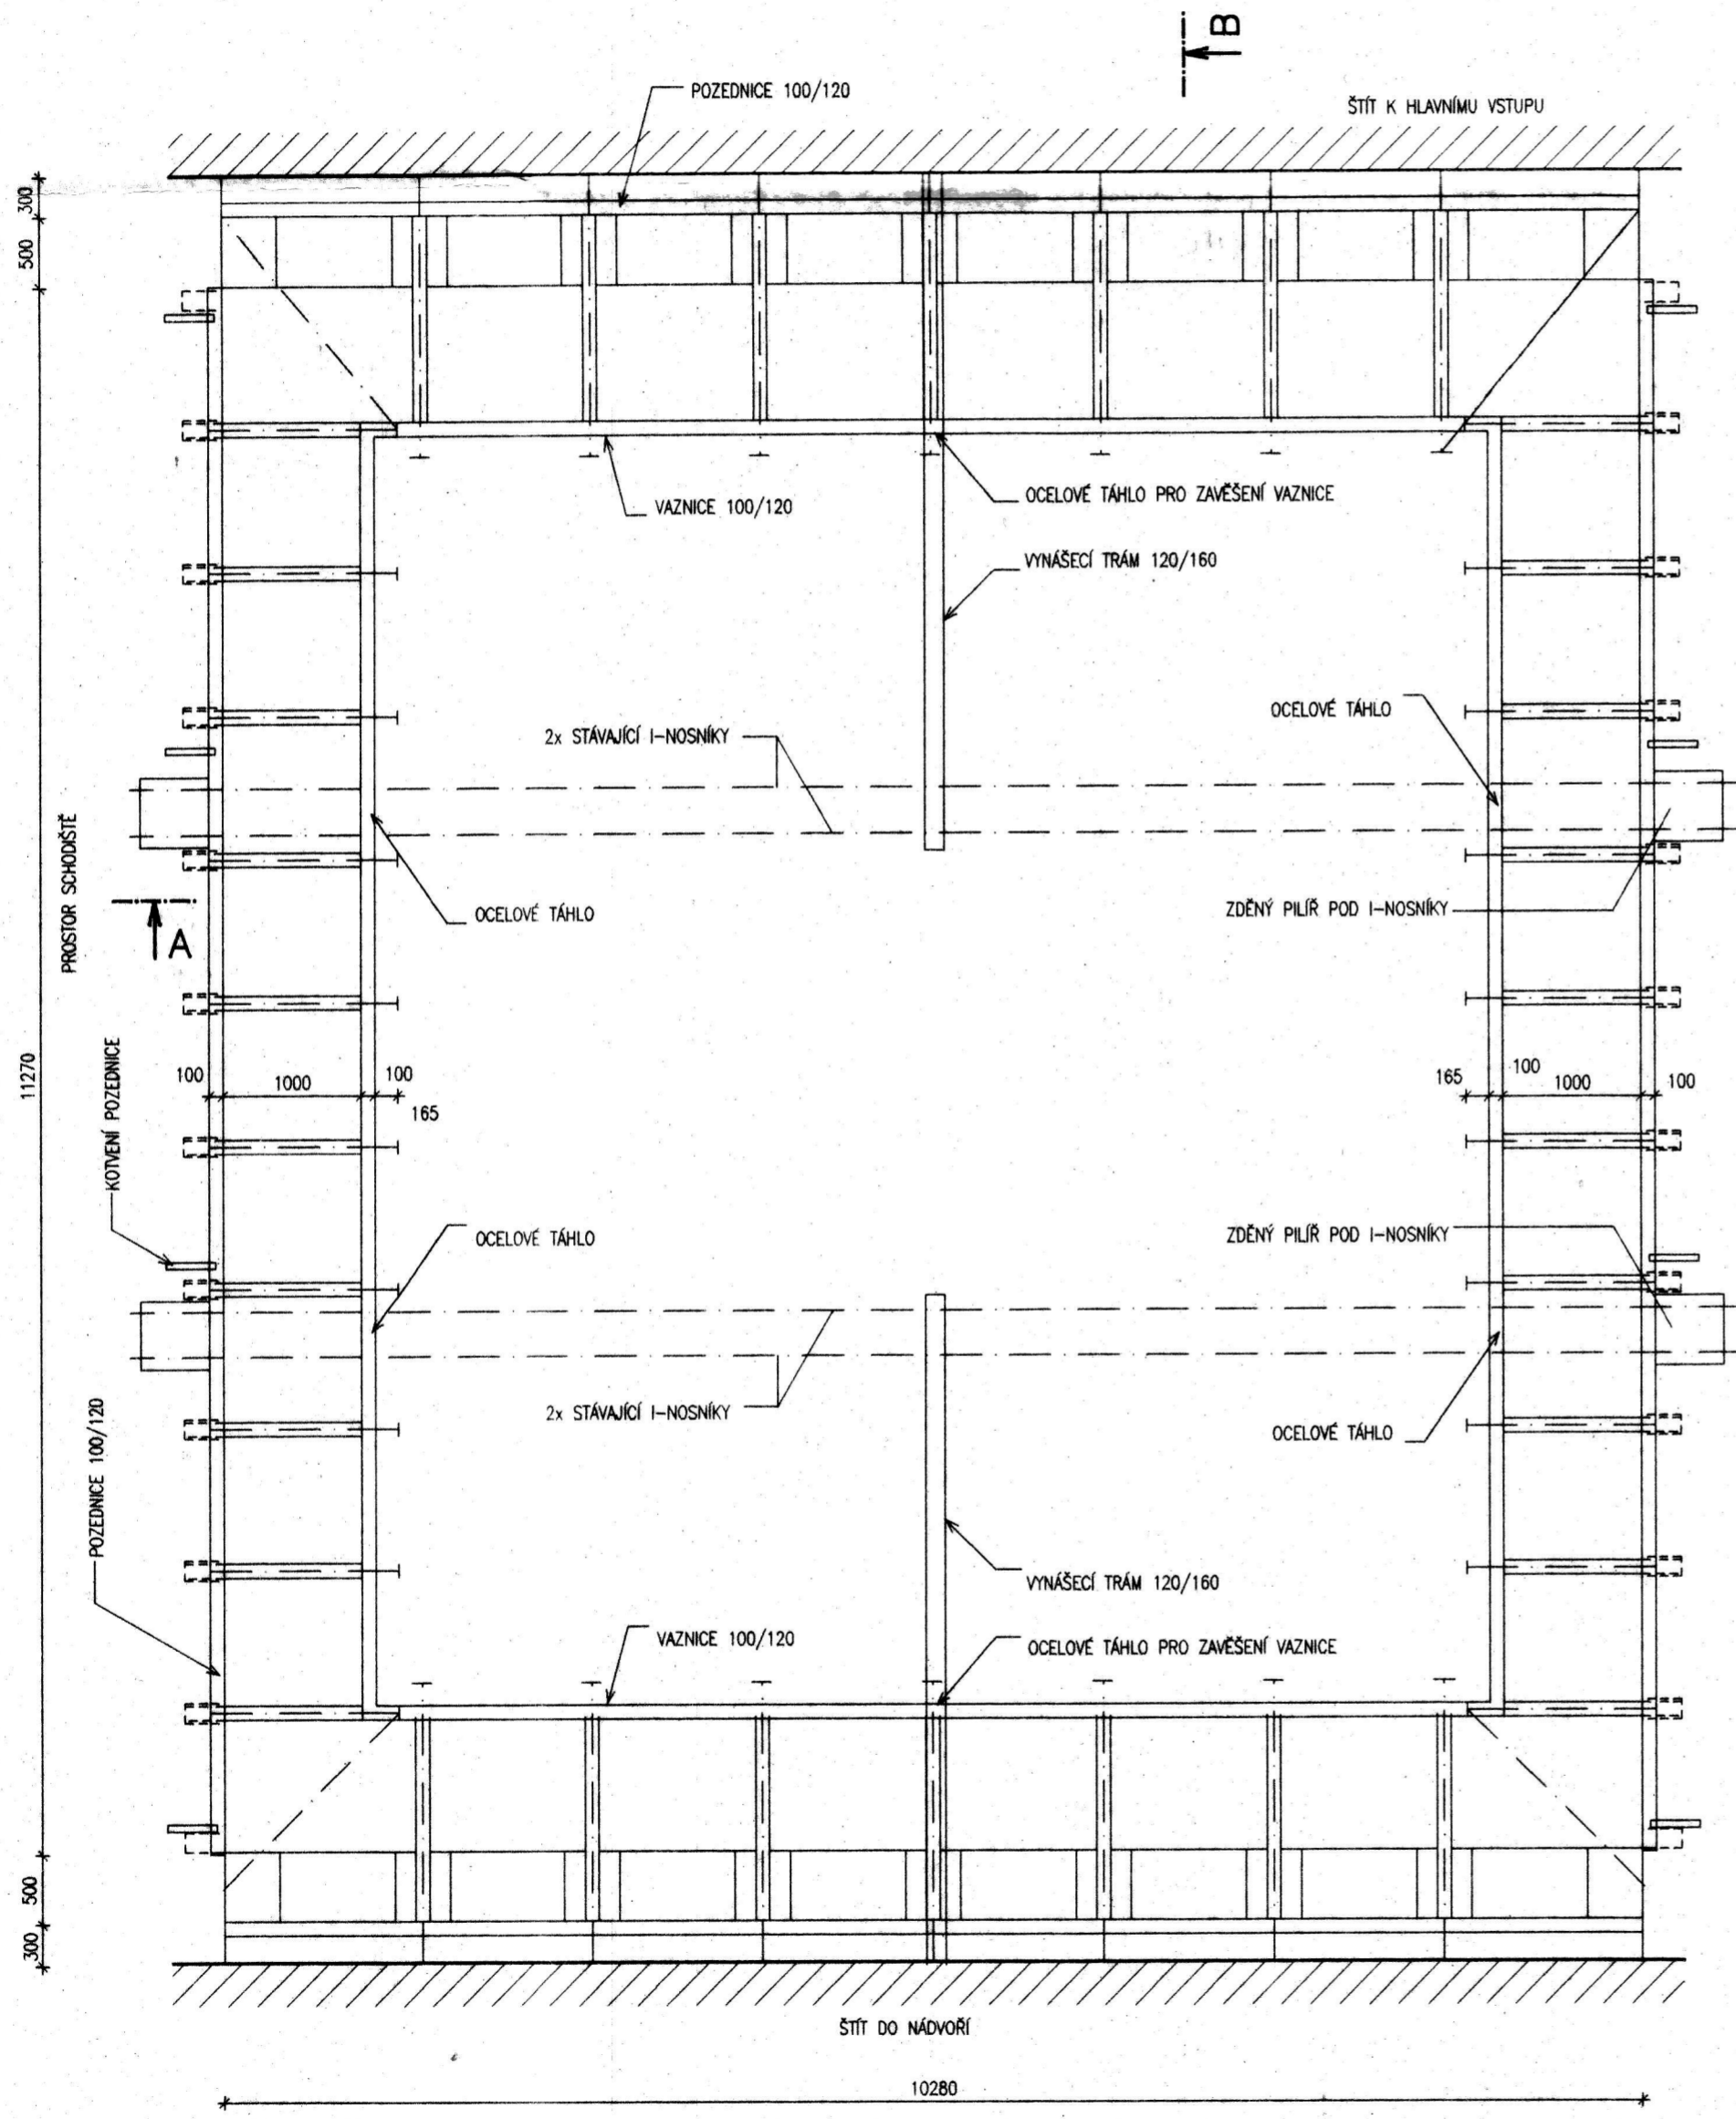 B
POZEDNICE 100/120
ŠTÍT K HLAVNÍMU VSTUPU
300
500
VAZNICE 100/120
OCELOVÉ TÁHLO PRO ZAVĚŠENÍ VAZNICE
VYNÁŠECÍ TRÁM 120/160
2x STÁVAJÍCÍ I-NOSNÍKY
OCELOVÉ TÁHLO
PROSTOR SCHODIŠTĚ
OCELOVÉ TÁHLO
ZDĚNÝ PILÍŘ POD I-NOSNÍKY
A
11270
KOTVENÍ POZEDNICE
100
1000
100
165
165
100
1000
100
OCELOVÉ TÁHLO
ZDĚNÝ PILÍŘ POD I-NOSNÍKY
2x STÁVAJÍCÍ I-NOSNÍKY
OCELOVÉ TÁHLO
POZEDNICE 100/120
VYNÁŠECÍ TRÁM 120/160
VAZNICE 100/120
OCELOVÉ TÁHLO PRO ZAVĚŠENÍ VAZNICE
500
300
ŠTÍT DO NÁDVOŘÍ
10280